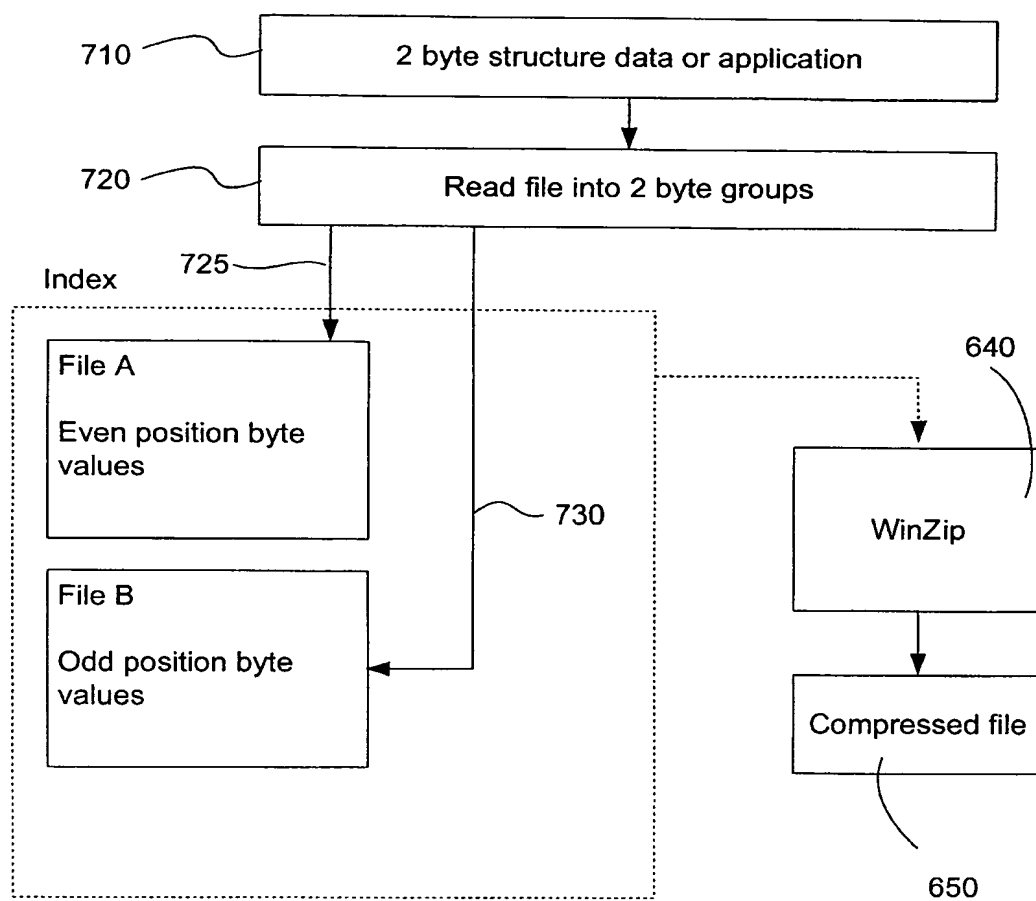 710
2 byte structure data or application
720
Read file into 2 byte groups
725
Index
File A
Even position byte
values
640
730
WinZip
File B
Odd position byte
values
Compressed file
650